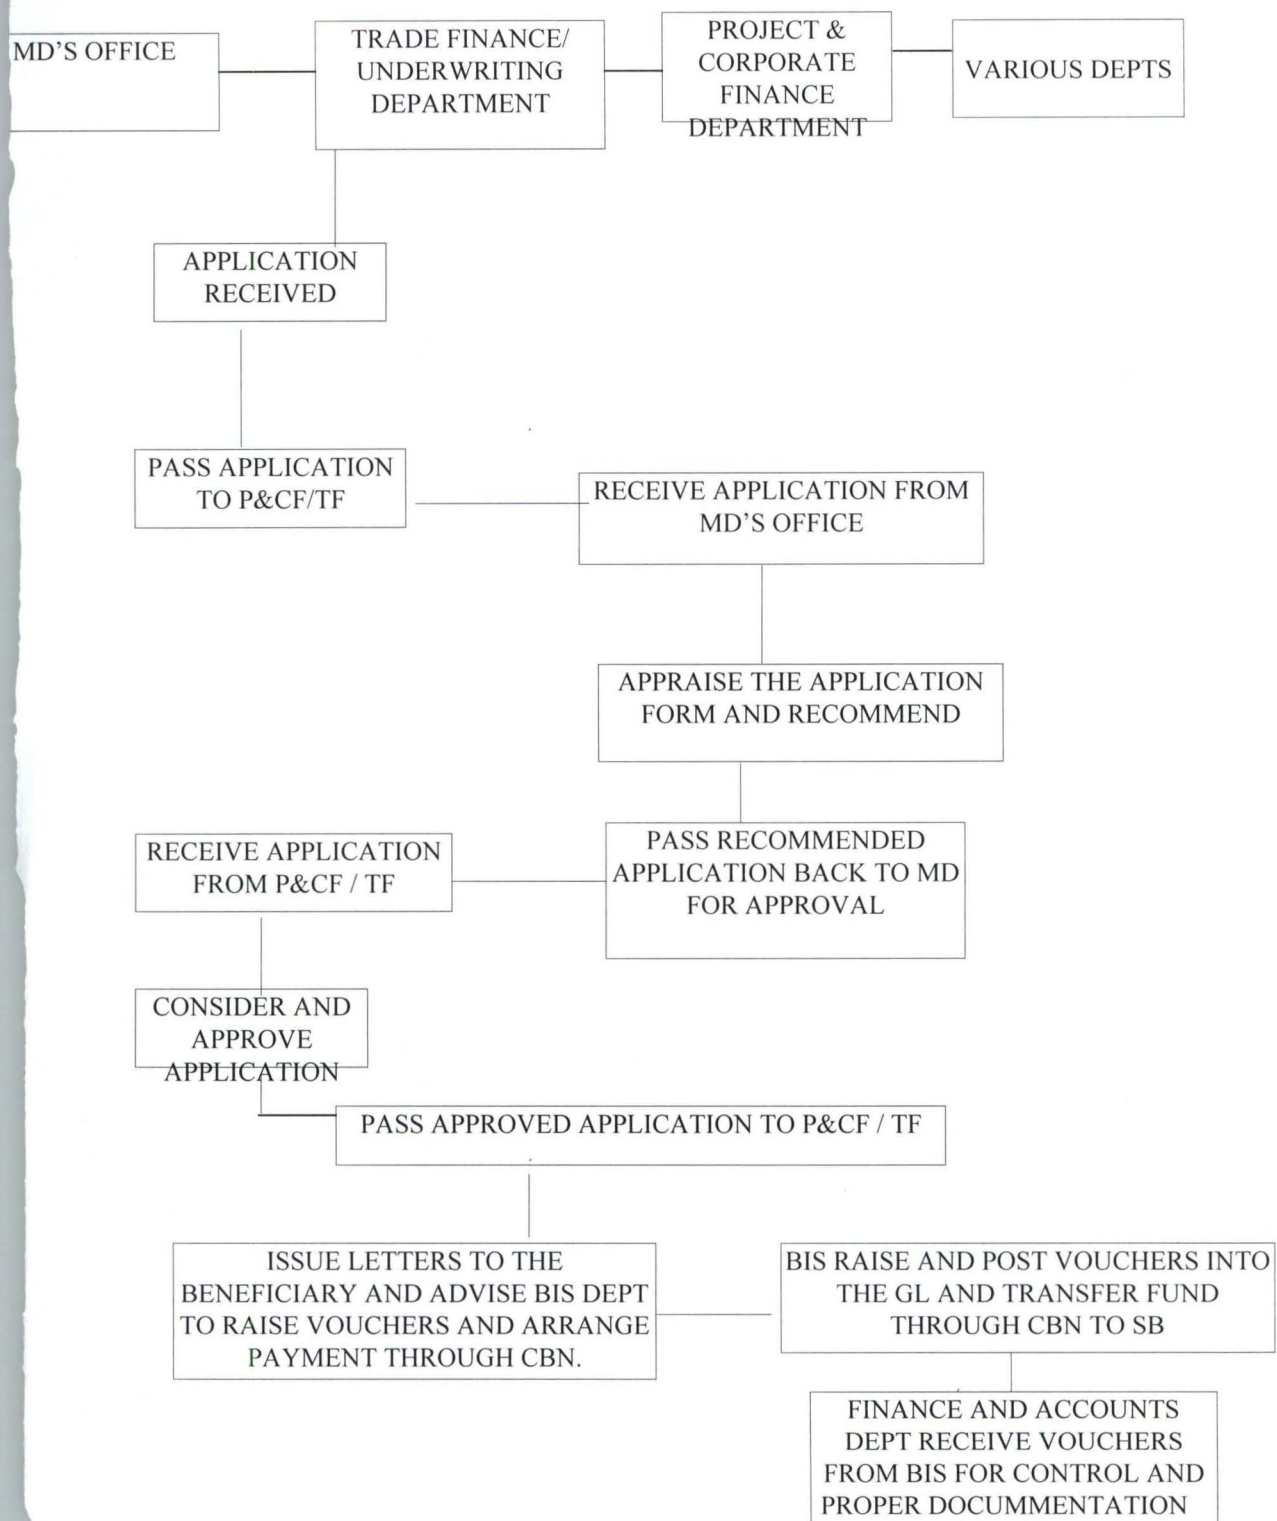 MD’S OFFICE
TRADE FINANCE/
UNDERWRITING
DEPARTMENT
PROJECT &
CORPORATE
FINANCE
DEPARTMENT
VARIOUS DEPTS
APPLICATION
RECEIVED
PASS APPLICATION
TO P&CF/TF
RECEIVE APPLICATION FROM
MD’S OFFICE
APPRAISE THE APPLICATION
FORM AND RECOMMEND
PASS RECOMMENDED
APPLICATION BACK TO MD
FOR APPROVAL
RECEIVE APPLICATION
FROM P&CF / TF
CONSIDER AND
APPROVE
APPLICATION
PASS APPROVED APPLICATION TO P&CF / TF
ISSUE LETTERS TO THE
BENEFICIARY AND ADVISE BIS DEPT
TO RAISE VOUCHERS AND ARRANGE
PAYMENT THROUGH CBN.
BIS RAISE AND POST VOUCHERS INTO
THE GL AND TRANSFER FUND
THROUGH CBN TO SB
FINANCE AND ACCOUNTS
DEPT RECEIVE VOUCHERS
FROM BIS FOR CONTROL AND
PROPER DOCUMMENTATION